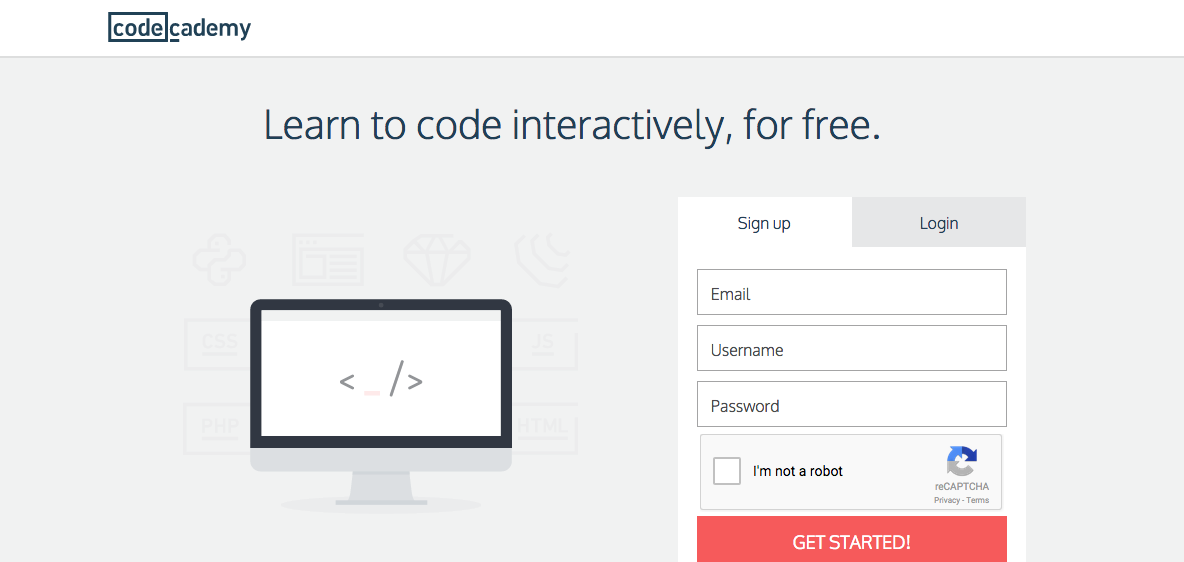 codecademy
Learn to code interactively, for free.
Sign up
Login
CSS
JS
PHP
HTML
< _ />
Email
Username
Password
I'm not a robot
reCAPTCHA
Privacy - Terms
GET STARTED!